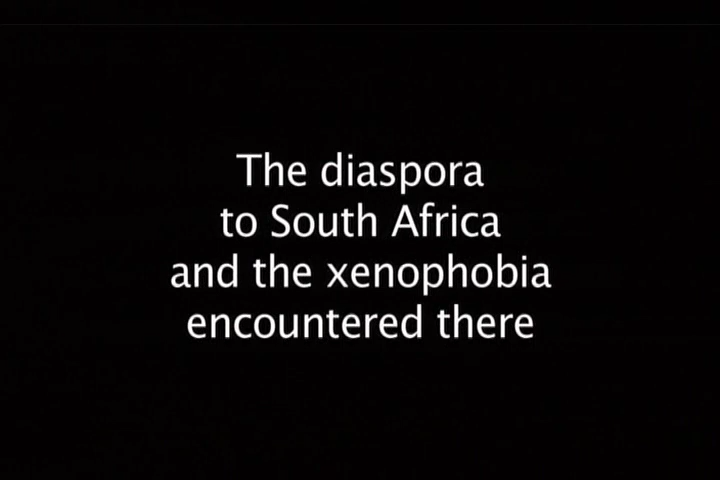 The diaspora
to South Africa
and the xenophobia
encountered there